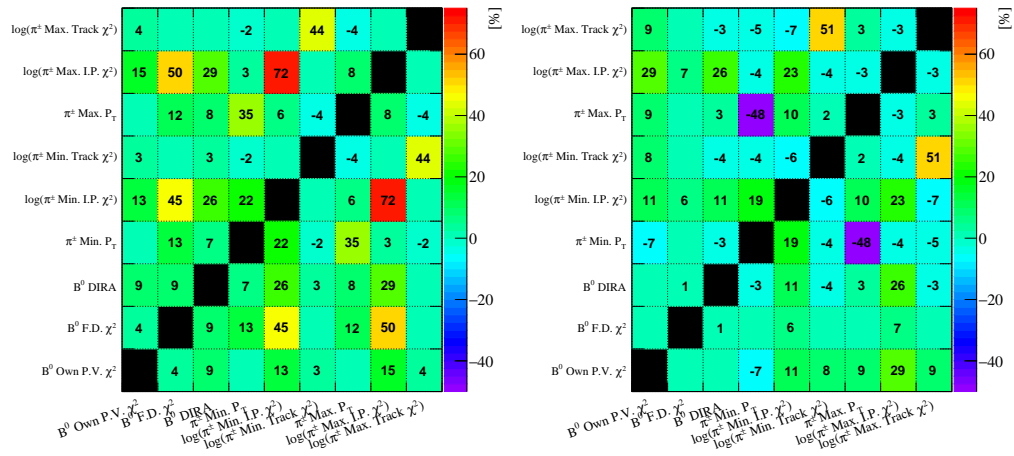 log(π± Max. Track χ²) 4 -2 44 -4
log(π± Max. I.P. χ²) 15 50 29 3 72 8
π± Max. P_T 12 8 35 6 -4 8 -4
log(π± Min. Track χ²) 3 3 -2 -4 44
log(π± Min. I.P. χ²) 13 45 26 22 6 72
π± Min. P_T 13 7 22 -2 35 3 -2
B⁰ DIRA 9 9 7 26 3 8 29
B⁰ F.D. χ² 4 9 13 45 12 50
B⁰ Own P.V. χ² 4 9 13 3 15 4
B⁰ Own P.V. χ²
B⁰ F.D. χ²
B⁰ DIRA
π± Min. P_T
log(π± Min. I.P. χ²)
log(π± Min. Track χ²)
π± Max. P_T
log(π± Max. I.P. χ²)
log(π± Max. Track χ²)
[%]
60
40
20
0
−20
−40
log(π± Max. Track χ²) 9 -3 -5 -7 51 3 -3
log(π± Max. I.P. χ²) 29 7 26 -4 23 -4 -3 -3
π± Max. P_T 9 3 -48 10 2 -3 3
log(π± Min. Track χ²) 8 -4 -4 -6 2 -4 51
log(π± Min. I.P. χ²) 11 6 11 19 -6 10 23 -7
π± Min. P_T -7 -3 19 -4 -48 -4 -5
B⁰ DIRA 1 -3 11 -4 3 26 -3
B⁰ F.D. χ² 1 6 7
B⁰ Own P.V. χ² -7 11 8 9 29 9
B⁰ Own P.V. χ²
B⁰ F.D. χ²
B⁰ DIRA
π± Min. P_T
log(π± Min. I.P. χ²)
log(π± Min. Track χ²)
π± Max. P_T
log(π± Max. I.P. χ²)
log(π± Max. Track χ²)
[%]
60
40
20
0
−20
−40